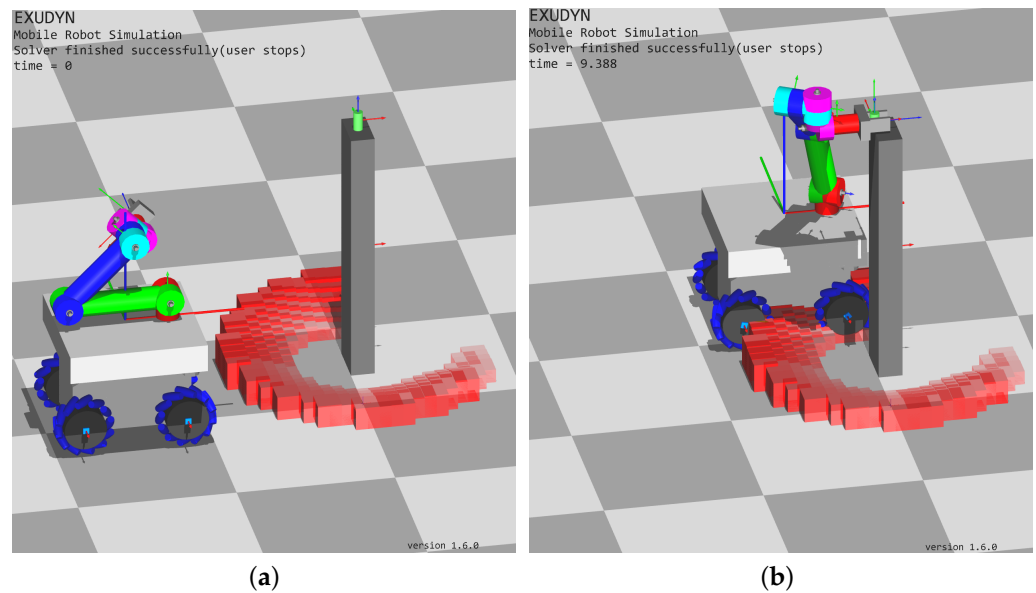 EXUDYN
Mobile Robot Simulation
Solver finished successfully(user stops)
time = 0
version 1.6.0
(a)
EXUDYN
Mobile Robot Simulation
Solver finished successfully(user stops)
time = 9.388
version 1.6.0
(b)